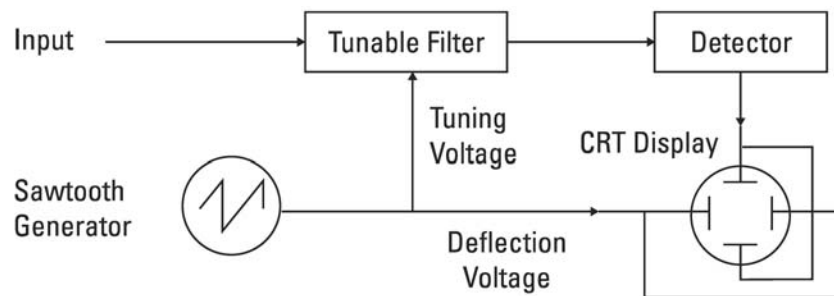 Input
Tunable Filter
Detector
Tuning
Voltage
CRT Display
Sawtooth
Generator
Deflection
Voltage